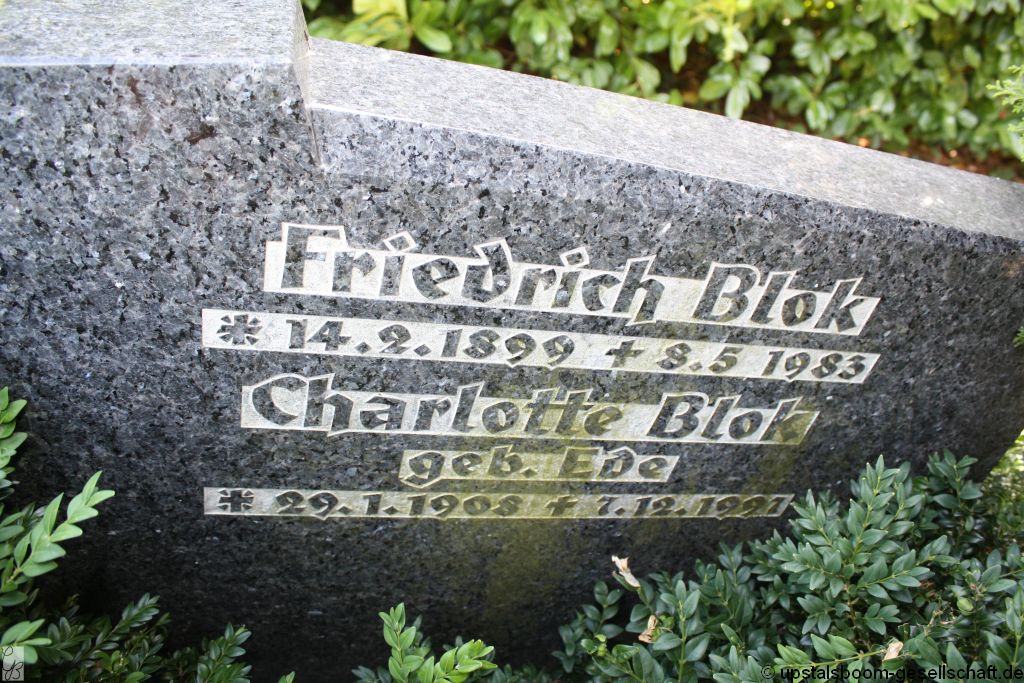 Friedrich Blok
* 14.2.1899 + 8.5 1983
Charlotte Blok
geb. Ede
* 29.1.1908 + 7.12.1997
© upstalsboom-gesellschaft.de